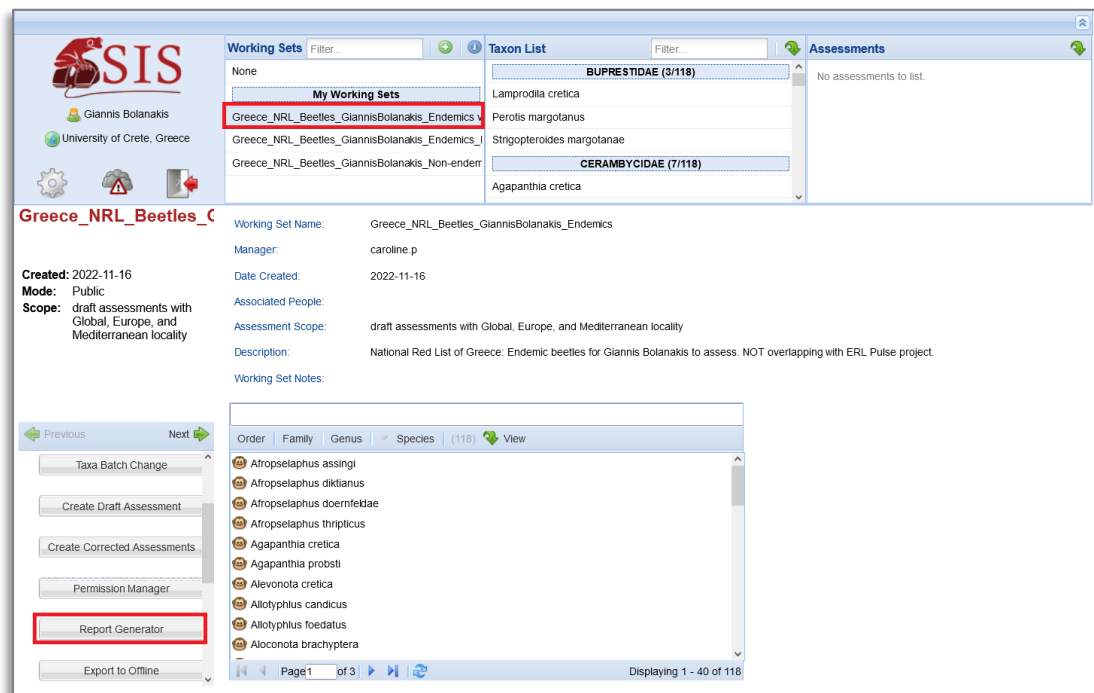 SIS
Giannis Bolanakis
University of Crete, Greece
Working Sets Filter...
None
My Working Sets
Greece_NRL_Beetles_GiannisBolanakis_Endemics
Greece_NRL_Beetles_GiannisBolanakis_Endemics_
Greece_NRL_Beetles_GiannisBolanakis_Non-endem
Taxon List Filter...
BUPRESTIDAE (3/118)
Lamprodila cretica
Perotis margotanus
Strigopteroides margotanae
CERAMBYCIDAE (7/118)
Agapanthia cretica
Assessments
No assessments to list.
Greece_NRL_Beetles_
Created: 2022-11-16
Mode: Public
Scope: draft assessments with
Global, Europe, and
Mediterranean locality
Previous Next
Taxa Batch Change
Create Draft Assessment
Create Corrected Assessments
Permission Manager
Report Generator
Export to Offline
Working Set Name: Greece_NRL_Beetles_GiannisBolanakis_Endemics
Manager: caroline.p
Date Created: 2022-11-16
Associated People:
Assessment Scope: draft assessments with Global, Europe, and Mediterranean locality
Description: National Red List of Greece: Endemic beetles for Giannis Bolanakis to assess. NOT overlapping with ERL Pulse project.
Working Set Notes:
Order Family Genus Species (118) View
Afropselaphus assingi
Afropselaphus diktianus
Afropselaphus doernfeldae
Afropselaphus thripticus
Agapanthia cretica
Agapanthia probsti
Alevonota cretica
Allotyphlus candicus
Allotyphlus foedatus
Aloconota brachyptera
Page 1 of 3 Displaying 1 - 40 of 118